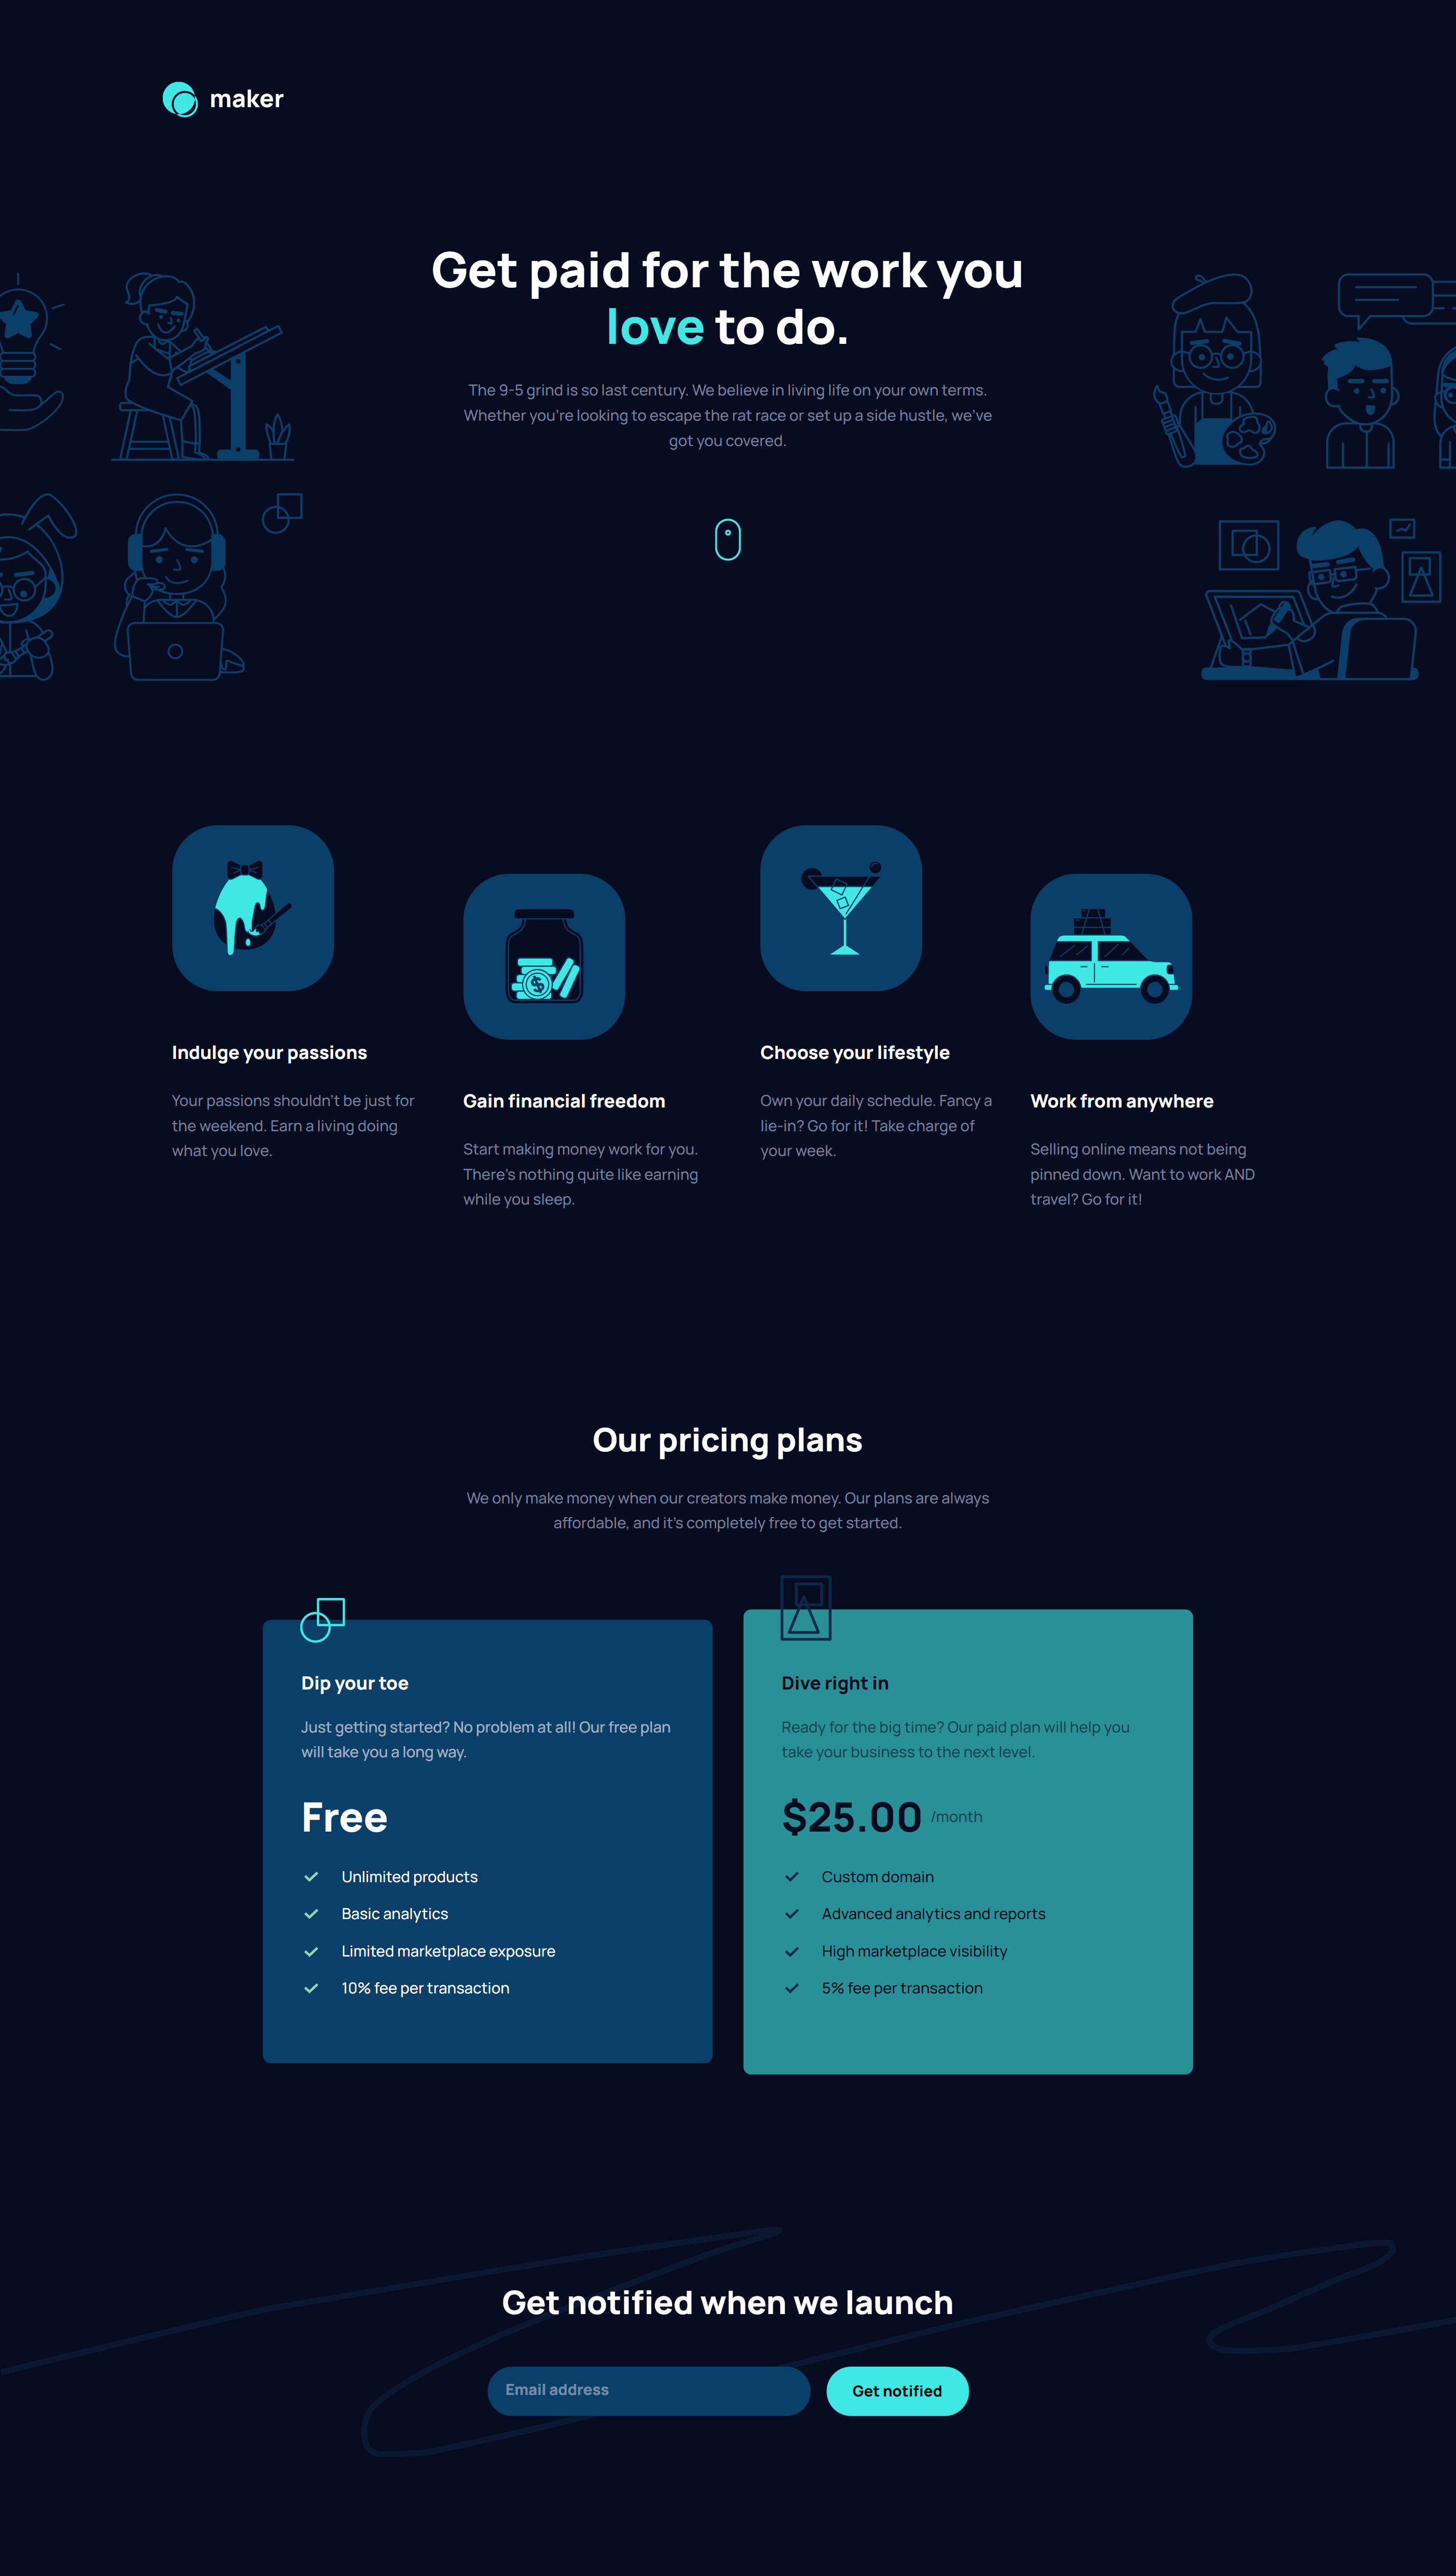 maker
Get paid for the work you
love to do.
The 9-5 grind is so last century. We believe in living life on your own terms.
Whether you're looking to escape the rat race or set up a side hustle, we've
got you covered.
Indulge your passions
Your passions shouldn't be just for
the weekend. Earn a living doing
what you love.
$
Gain financial freedom
Start making money work for you.
There's nothing quite like earning
while you sleep.
Choose your lifestyle
Own your daily schedule. Fancy a
lie-in? Go for it! Take charge of
your week.
Work from anywhere
Selling online means not being
pinned down. Want to work AND
travel? Go for it!
Our pricing plans
We only make money when our creators make money. Our plans are always
affordable, and it's completely free to get started.
Dip your toe
Just getting started? No problem at all! Our free plan
will take you a long way.
Free
Unlimited products
Basic analytics
Limited marketplace exposure
10% fee per transaction
Dive right in
Ready for the big time? Our paid plan will help you
take your business to the next level.
$25.00 /month
Custom domain
Advanced analytics and reports
High marketplace visibility
5% fee per transaction
Get notified when we launch
Email address
Get notified